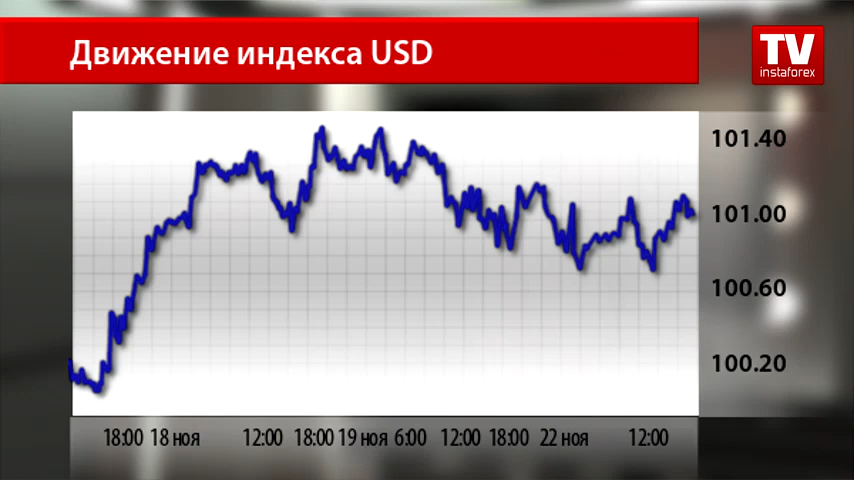 Движение индекса USD
TV
instaforex
101.40
101.00
100.60
100.20
18:00 18 ноя 12:00 18:00 19 ноя 6:00 12:00 18:00 22 ноя 12:00